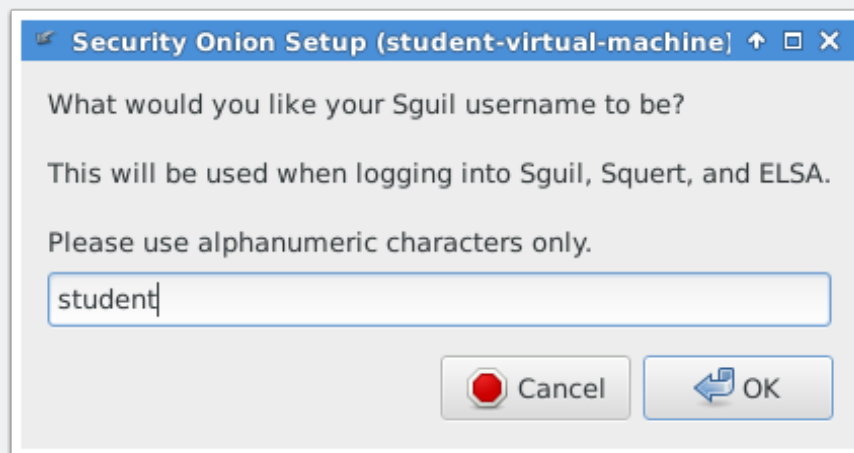 Security Onion Setup (student-virtual-machine)
What would you like your Sguil username to be?
This will be used when logging into Sguil, Squert, and ELSA.
Please use alphanumeric characters only.
student
Cancel
OK